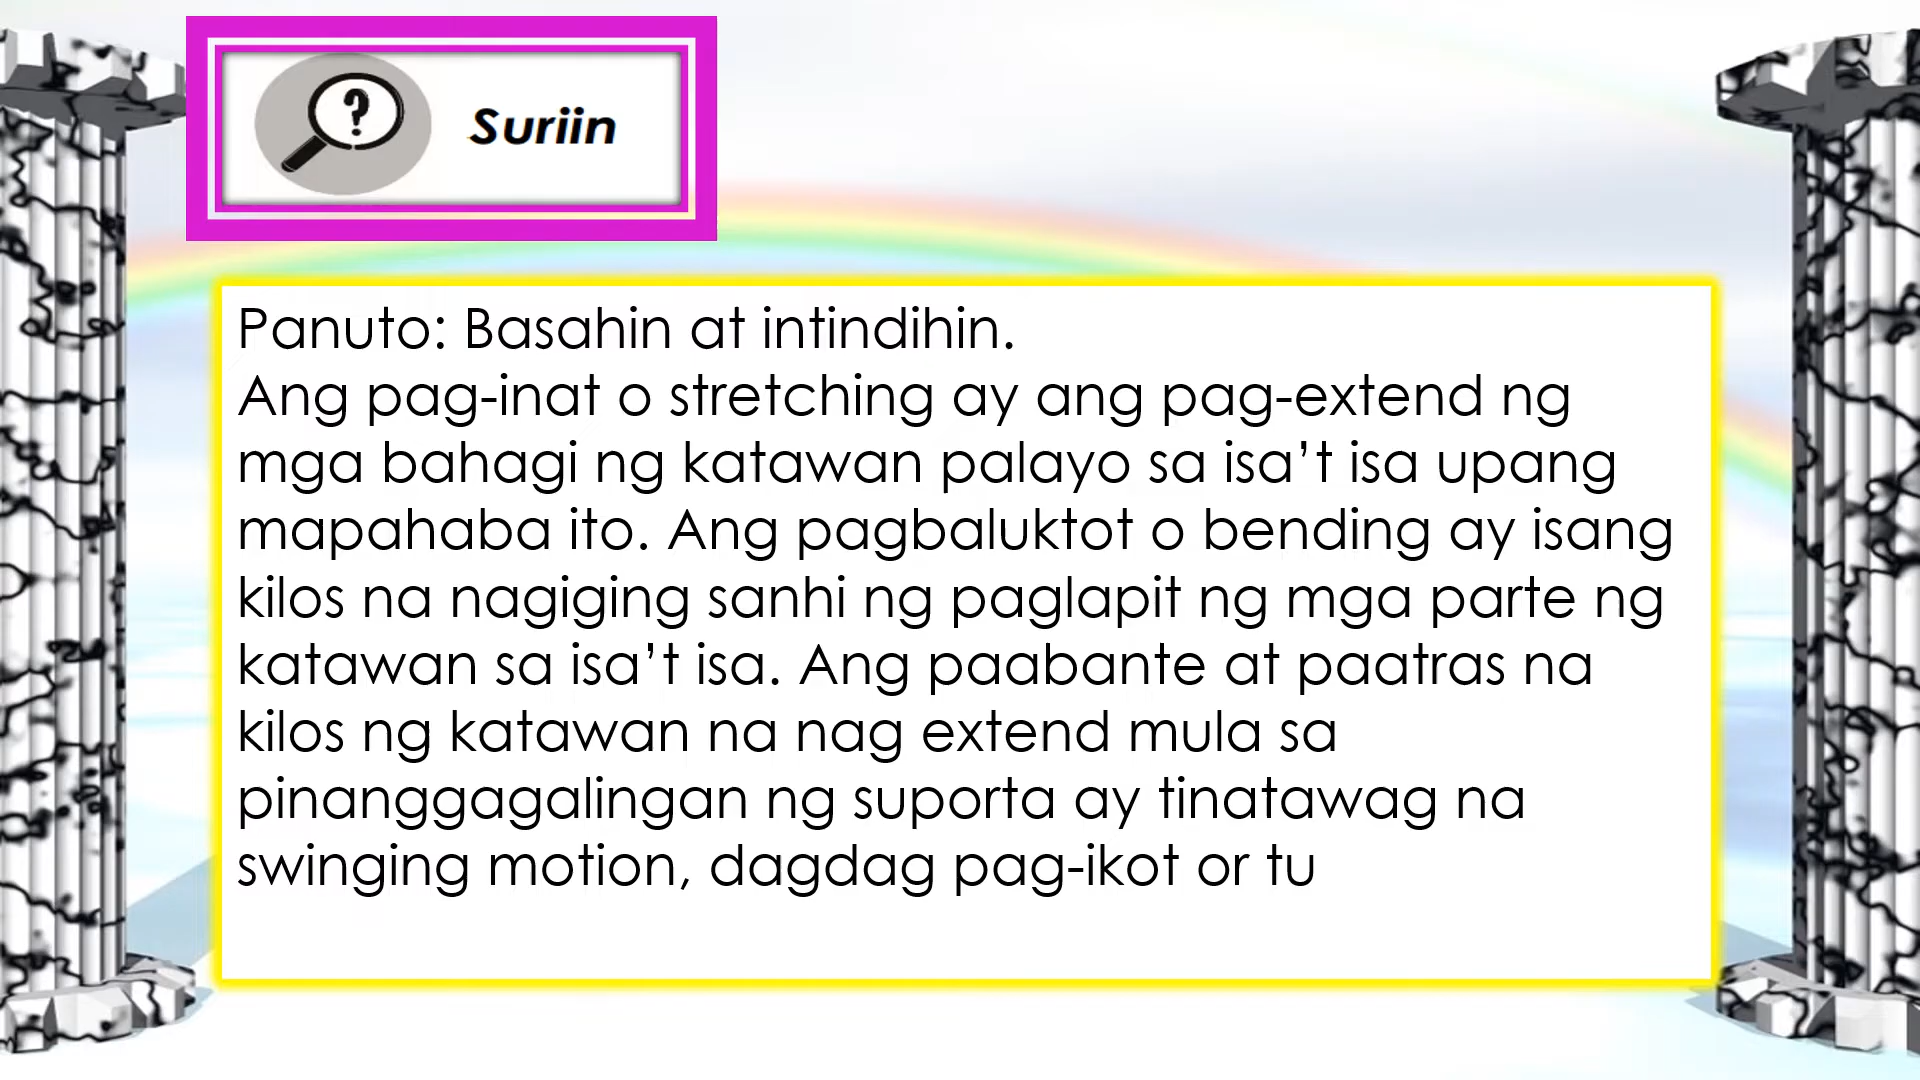 ?
Suriin
Panuto: Basahin at intindihin.
Ang pag-inat o stretching ay ang pag-extend ng
mga bahagi ng katawan palayo sa isa’t isa upang
mapahaba ito. Ang pagbaluktot o bending ay isang
kilos na nagiging sanhi ng paglapit ng mga parte ng
katawan sa isa’t isa. Ang paabante at paatras na
kilos ng katawan na nag extend mula sa
pinanggagalingan ng suporta ay tinatawag na
swinging motion, dagdag pag-ikot or tu